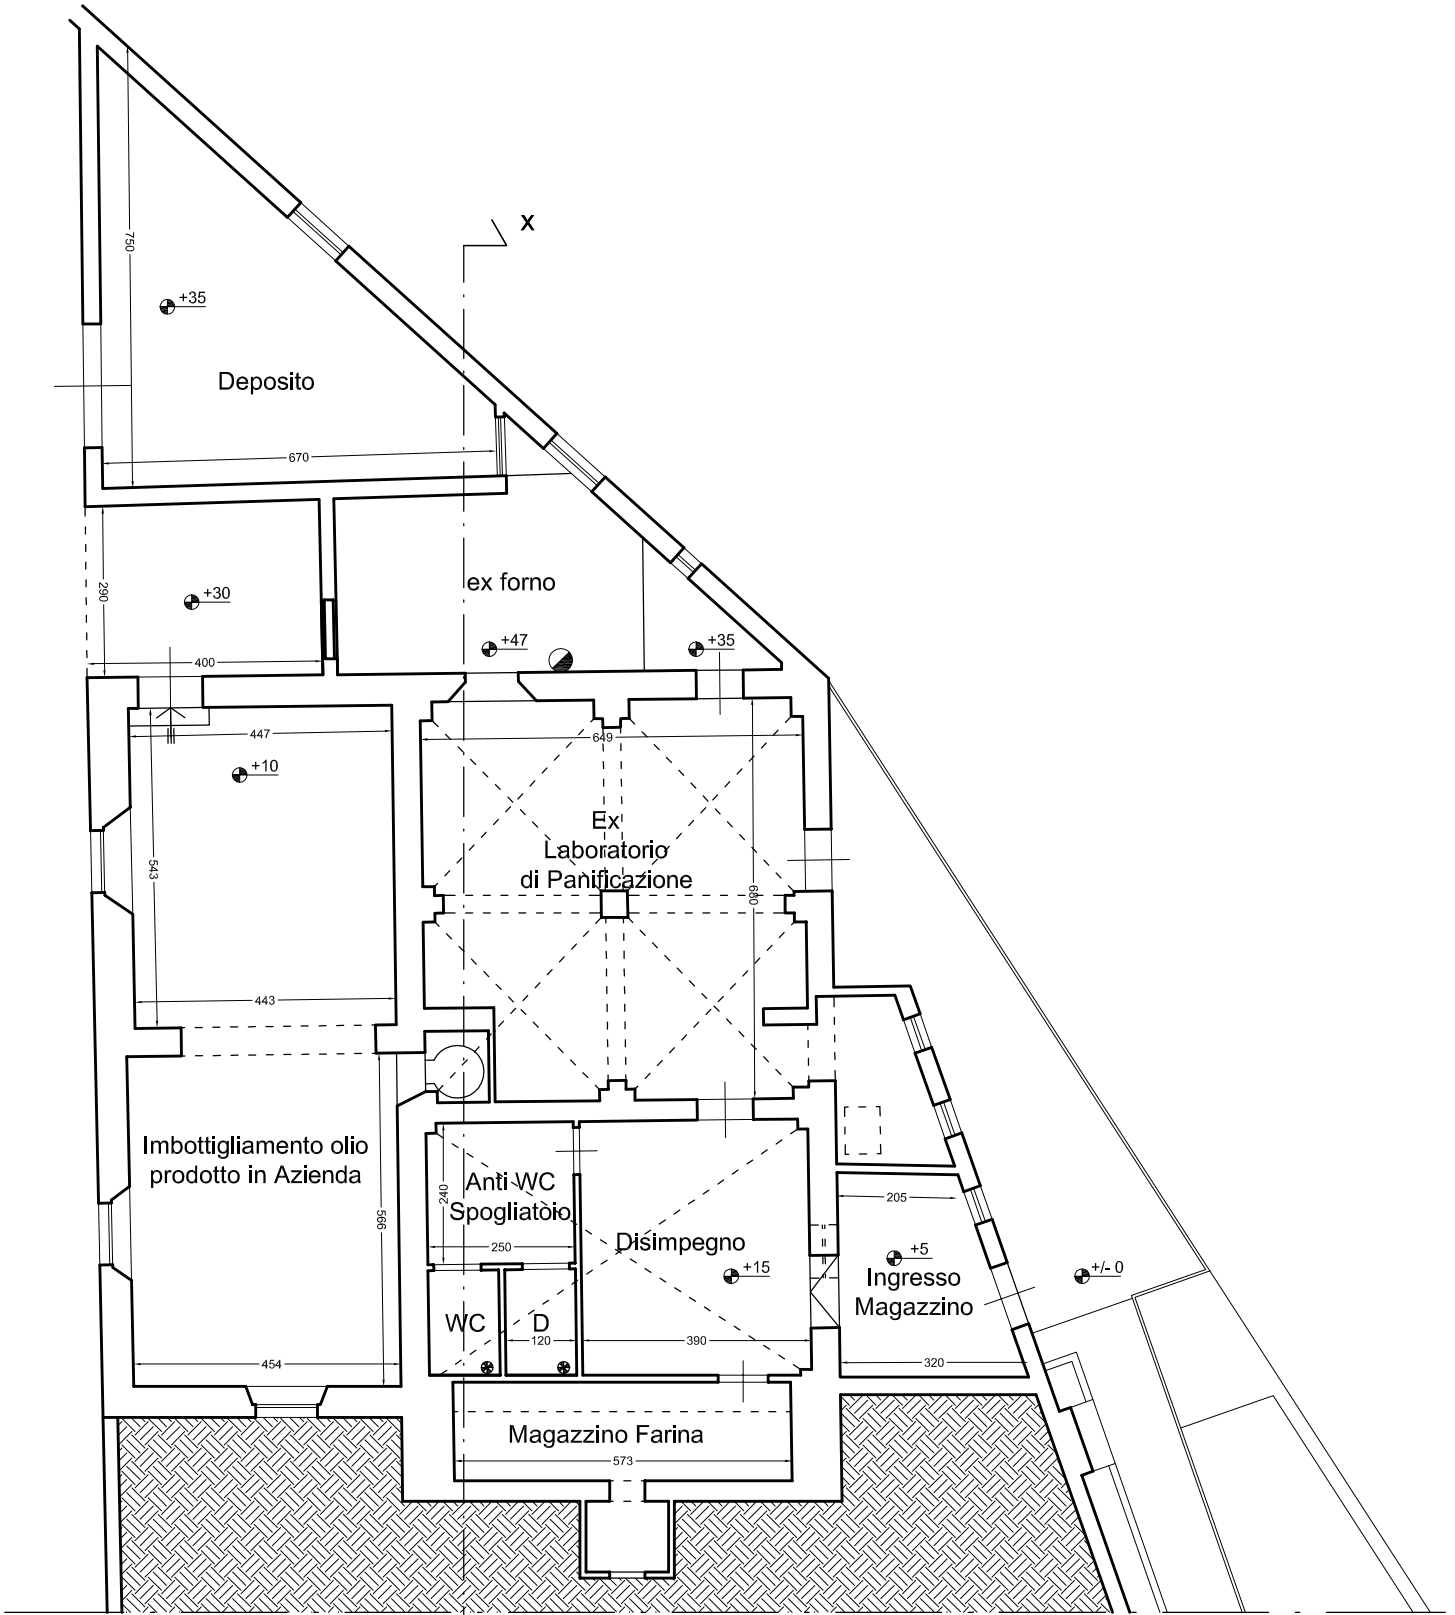 x
750
+35
Deposito
670
290
+30
ex forno
+47
+35
400
447
649
+10
Ex
Laboratorio
di Panificazione
543
680
443
Imbottigliamento olio
prodotto in Azienda
566
240
Anti WC
Spogliatoio
250
205
Disimpegno
+15
+5
Ingresso
Magazzino
+/- 0
WC
D
120
390
454
320
Magazzino Farina
573